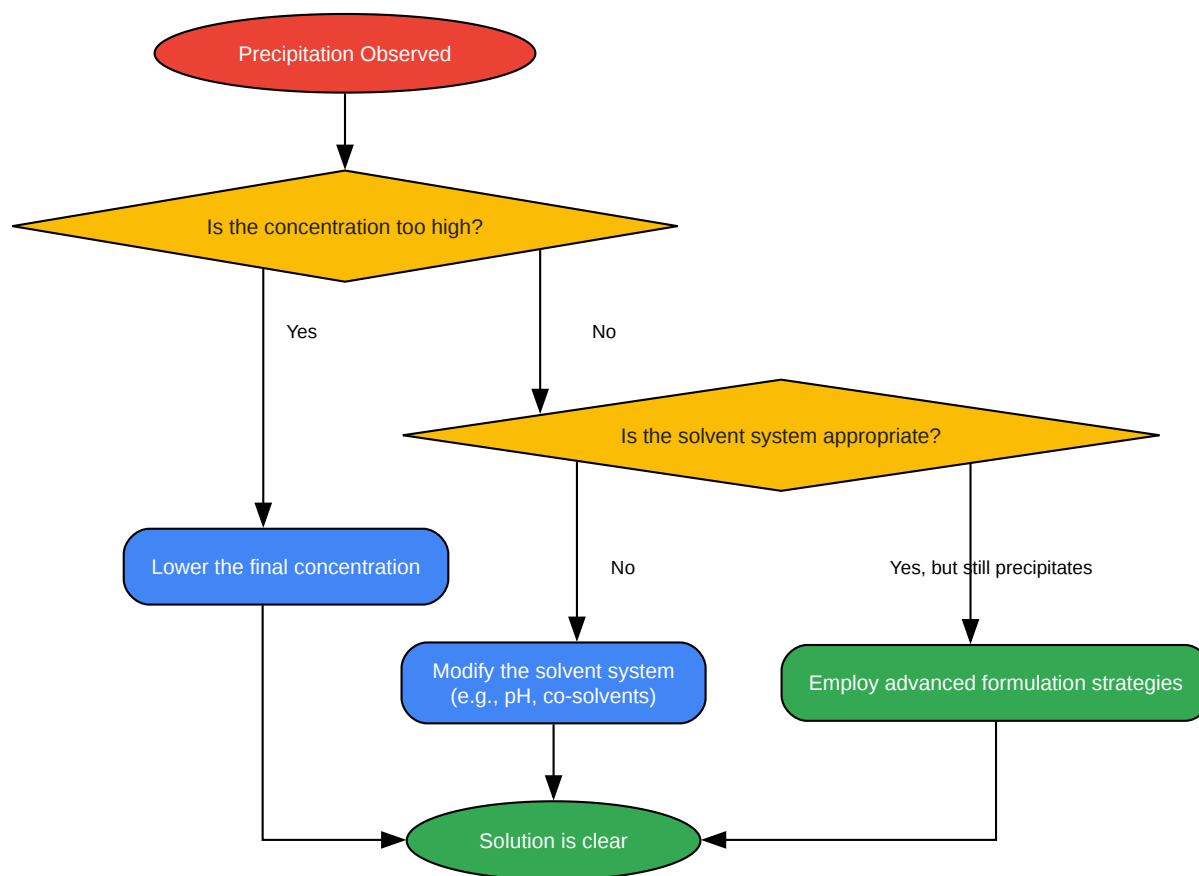 Precipitation Observed
Is the concentration too high?
Yes
No
Is the solvent system appropriate?
Lower the final concentration
No
Yes, but still precipitates
Modify the solvent system
(e.g., pH, co-solvents)
Employ advanced formulation strategies
Solution is clear